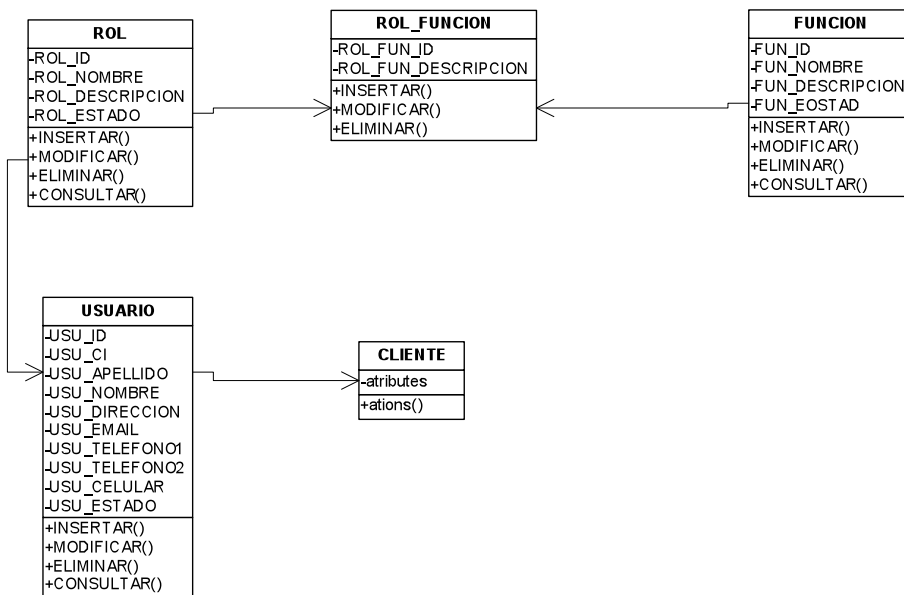 ROL
-ROL_ID
-ROL_NOMBRE
-ROL_DESCRIPCION
-ROL_ESTADO
+INSERTAR()
+MODIFICAR()
+ELIMINAR()
+CONSULTAR()
ROL_FUNCION
-ROL_FUN_ID
-ROL_FUN_DESCRIPCION
+INSERTAR()
+MODIFICAR()
+ELIMINAR()
FUNCION
-FUN_ID
-FUN_NOMBRE
-FUN_DESCRIPCION
-FUN_EOSTAD
+INSERTAR()
+MODIFICAR()
+ELIMINAR()
+CONSULTAR()
USUARIO
-USU_ID
-USU_CI
-USU_APELLIDO
-USU_NOMBRE
-USU_DIRECCION
-USU_EMAIL
-USU_TELEFONO1
-USU_TELEFONO2
-USU_CELULAR
-USU_ESTADO
+INSERTAR()
+MODIFICAR()
+ELIMINAR()
+CONSULTAR()
CLIENTE
-atributes
+ations()